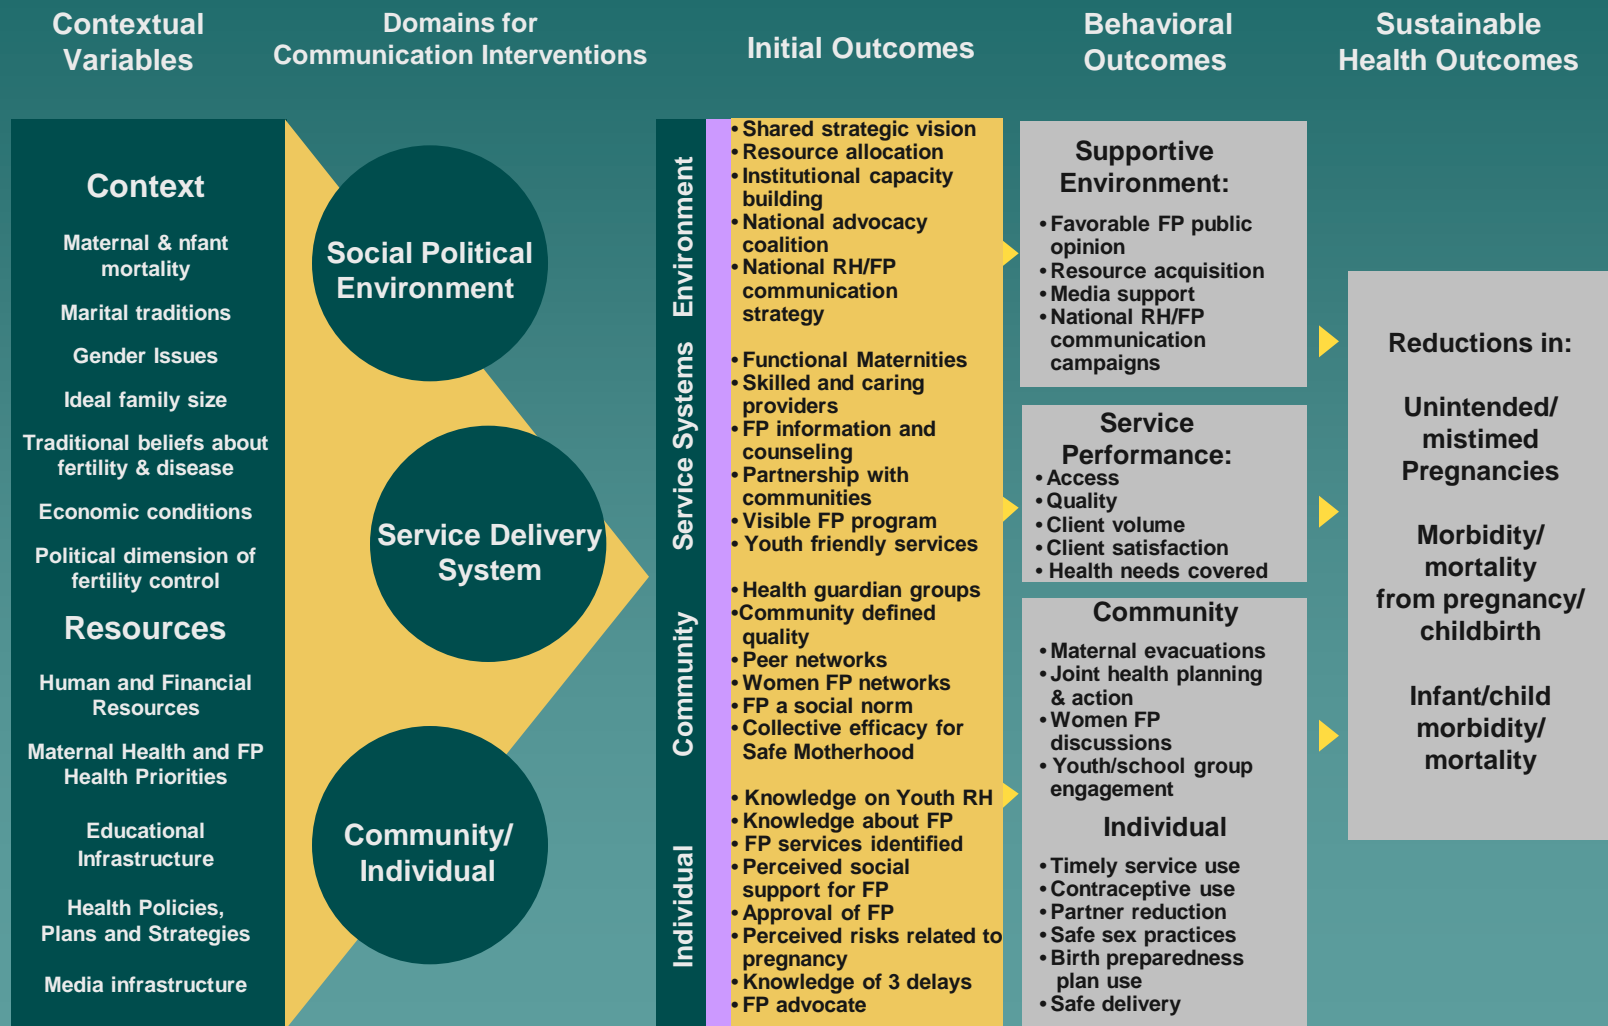 Contextual
Variables
Domains for
Communication Interventions
Initial Outcomes
Behavioral
Outcomes
Sustainable
Health Outcomes
Context
Maternal & nfant
mortality
Marital traditions
Gender Issues
Ideal family size
Traditional beliefs about
fertility & disease
Economic conditions
Political dimension of
fertility control
Resources
Human and Financial
Resources
Maternal Health and FP
Health Priorities
Educational
Infrastructure
Health Policies,
Plans and Strategies
Media infrastructure
Social Political
Environment
Service Delivery
System
Community/
Individual
Environment
• Shared strategic vision
• Resource allocation
• Institutional capacity
building
• National advocacy
coalition
• National RH/FP
communication
strategy
Service Systems
• Functional Maternities
• Skilled and caring
providers
• FP information and
counseling
• Partnership with
communities
• Visible FP program
• Youth friendly services
Community
• Health guardian groups
• Community defined
quality
• Peer networks
• Women FP networks
• FP a social norm
• Collective efficacy for
Safe Motherhood
Individual
• Knowledge on Youth RH
• Knowledge about FP
• FP services identified
• Perceived social
support for FP
• Approval of FP
• Perceived risks related to
pregnancy
• Knowledge of 3 delays
• FP advocate
Supportive
Environment:
• Favorable FP public
opinion
• Resource acquisition
• Media support
• National RH/FP
communication
campaigns
Service
Performance:
• Access
• Quality
• Client volume
• Client satisfaction
• Health needs covered
Community
• Maternal evacuations
• Joint health planning
& action
• Women FP
discussions
• Youth/school group
engagement
Individual
• Timely service use
• Contraceptive use
• Partner reduction
• Safe sex practices
• Birth preparedness
plan use
• Safe delivery
Reductions in:
Unintended/
mistimed
Pregnancies
Morbidity/
mortality
from pregnancy/
childbirth
Infant/child
morbidity/
mortality